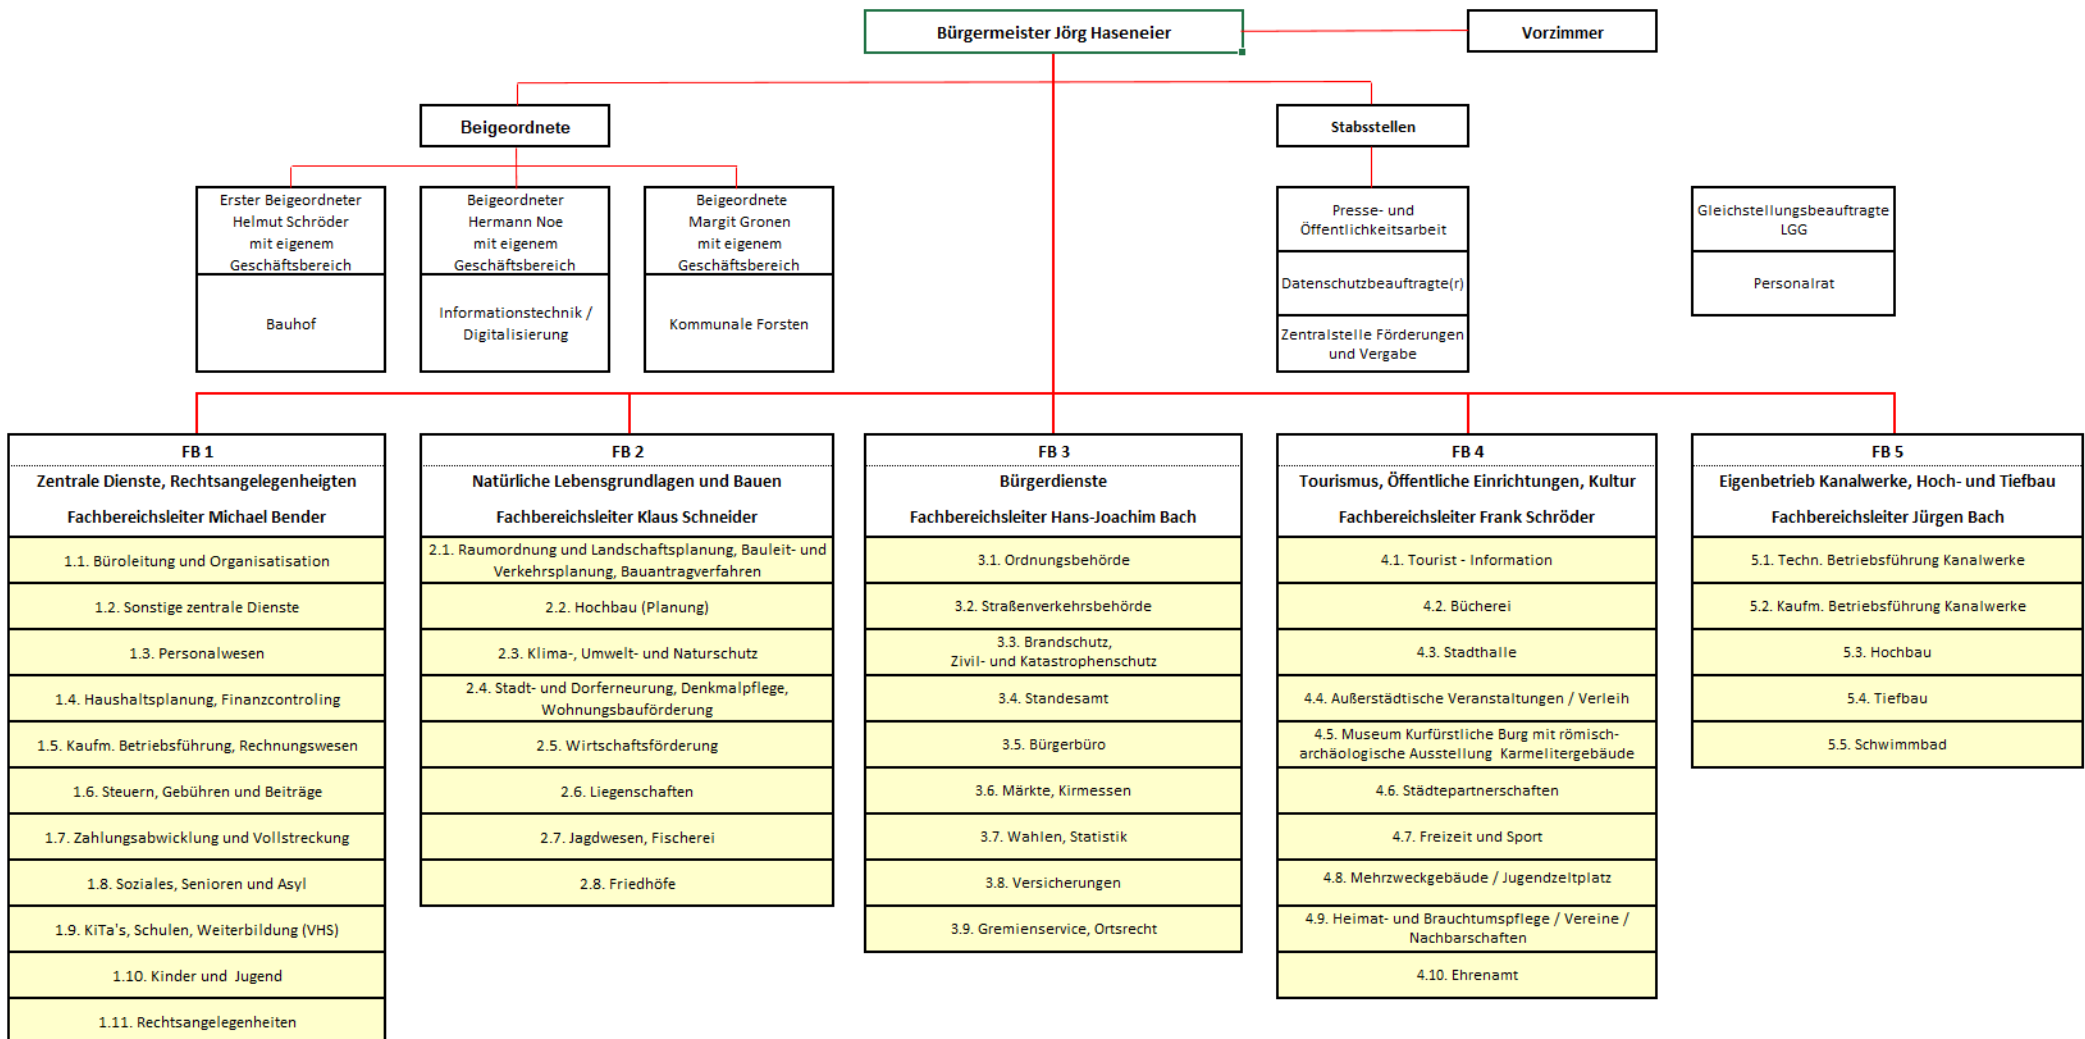 Bürgermeister Jörg Haseneier
Vorzimmer
Beigeordnete
Stabsstellen
Erster Beigeordneter
Helmut Schröder
mit eigenem
Geschäftsbereich
Bauhof
Beigeordneter
Hermann Noe
mit eigenem
Geschäftsbereich
Informationstechnik /
Digitalisierung
Beigeordnete
Margit Gronen
mit eigenem
Geschäftsbereich
Kommunale Forsten
Presse- und
Öffentlichkeitsarbeit
Datenschutzbeauftragte(r)
Zentralstelle Förderungen
und Vergabe
Gleichstellungsbeauftragte
LGG
Personalrat
FB 1
Zentrale Dienste, Rechtsangelegenheigten
Fachbereichsleiter Michael Bender
1.1. Büroleitung und Organisatisation
1.2. Sonstige zentrale Dienste
1.3. Personalwesen
1.4. Haushaltsplanung, Finanzcontroling
1.5. Kaufm. Betriebsführung, Rechnungswesen
1.6. Steuern, Gebühren und Beiträge
1.7. Zahlungsabwicklung und Vollstreckung
1.8. Soziales, Senioren und Asyl
1.9. KiTa's, Schulen, Weiterbildung (VHS)
1.10. Kinder und Jugend
1.11. Rechtsangelegenheiten
FB 2
Natürliche Lebensgrundlagen und Bauen
Fachbereichsleiter Klaus Schneider
2.1. Raumordnung und Landschaftsplanung, Bauleit- und
Verkehrsplanung, Bauantragverfahren
2.2. Hochbau (Planung)
2.3. Klima-, Umwelt- und Naturschutz
2.4. Stadt- und Dorferneurung, Denkmalpflege,
Wohnungsbauförderung
2.5. Wirtschaftsförderung
2.6. Liegenschaften
2.7. Jagdwesen, Fischerei
2.8. Friedhöfe
FB 3
Bürgerdienste
Fachbereichsleiter Hans-Joachim Bach
3.1. Ordnungsbehörde
3.2. Straßenverkehrsbehörde
3.3. Brandschutz,
Zivil- und Katastrophenschutz
3.4. Standesamt
3.5. Bürgerbüro
3.6. Märkte, Kirmessen
3.7. Wahlen, Statistik
3.8. Versicherungen
3.9. Gremienservice, Ortsrecht
FB 4
Tourismus, Öffentliche Einrichtungen, Kultur
Fachbereichsleiter Frank Schröder
4.1. Tourist - Information
4.2. Bücherei
4.3. Stadthalle
4.4. Außerstädtische Veranstaltungen / Verleih
4.5. Museum Kurfürstliche Burg mit römisch-
archäologische Ausstellung Karmelitergebäude
4.6. Städtepartnerschaften
4.7. Freizeit und Sport
4.8. Mehrzweckgebäude / Jugendzeltplatz
4.9. Heimat- und Brauchtumspflege / Vereine /
Nachbarschaften
4.10. Ehrenamt
FB 5
Eigenbetrieb Kanalwerke, Hoch- und Tiefbau
Fachbereichsleiter Jürgen Bach
5.1. Techn. Betriebsführung Kanalwerke
5.2. Kaufm. Betriebsführung Kanalwerke
5.3. Hochbau
5.4. Tiefbau
5.5. Schwimmbad